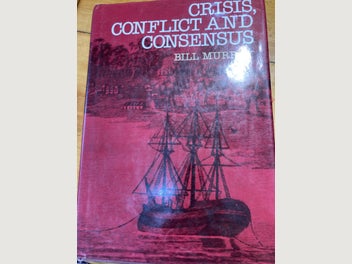 CRISIS,
CONFLICT AND
CONSENSUS
BILL